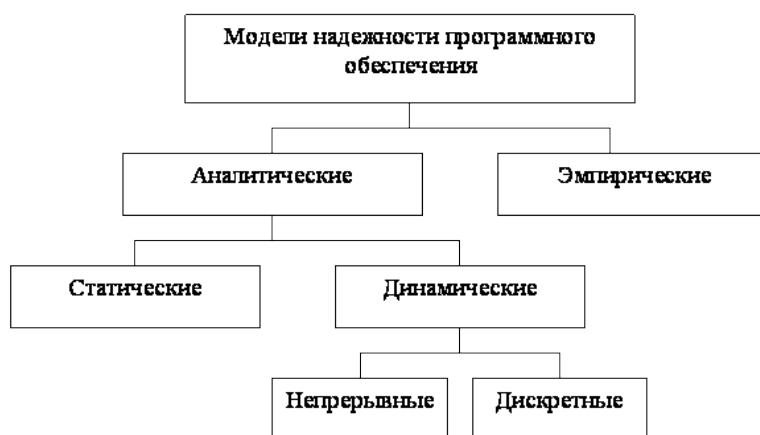 Модели надежности программного
обеспечения
Аналитические
Эмпирические
Статические
Динамические
Непрерывные
Дискретные